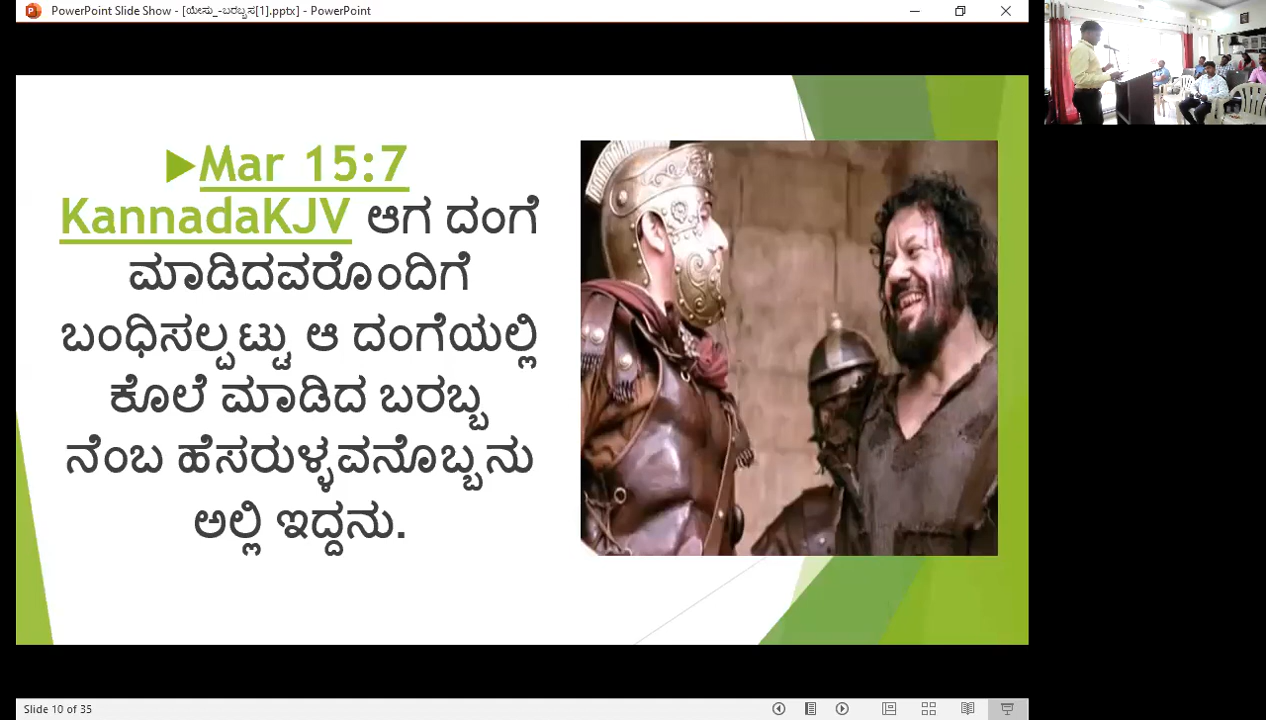 PowerPoint Slide Show - [ಯೇಸು_-ಬರಬ್ಬಸ[1].pptx] - PowerPoint
▶Mar 15:7
KannadaKJV ಆಗ ದಂಗೆ
ಮಾಡಿದವರೊಂದಿಗೆ
ಬಂಧಿಸಲ್ಪಟ್ಟು ಆ ದಂಗೆಯಲ್ಲಿ
ಕೊಲೆ ಮಾಡಿದ ಬರಬ್ಬ
ನೆಂಬ ಹೆಸರುಳ್ಳವನೊಬ್ಬನು
ಅಲ್ಲಿ ಇದ್ದನು.
Slide 10 of 35